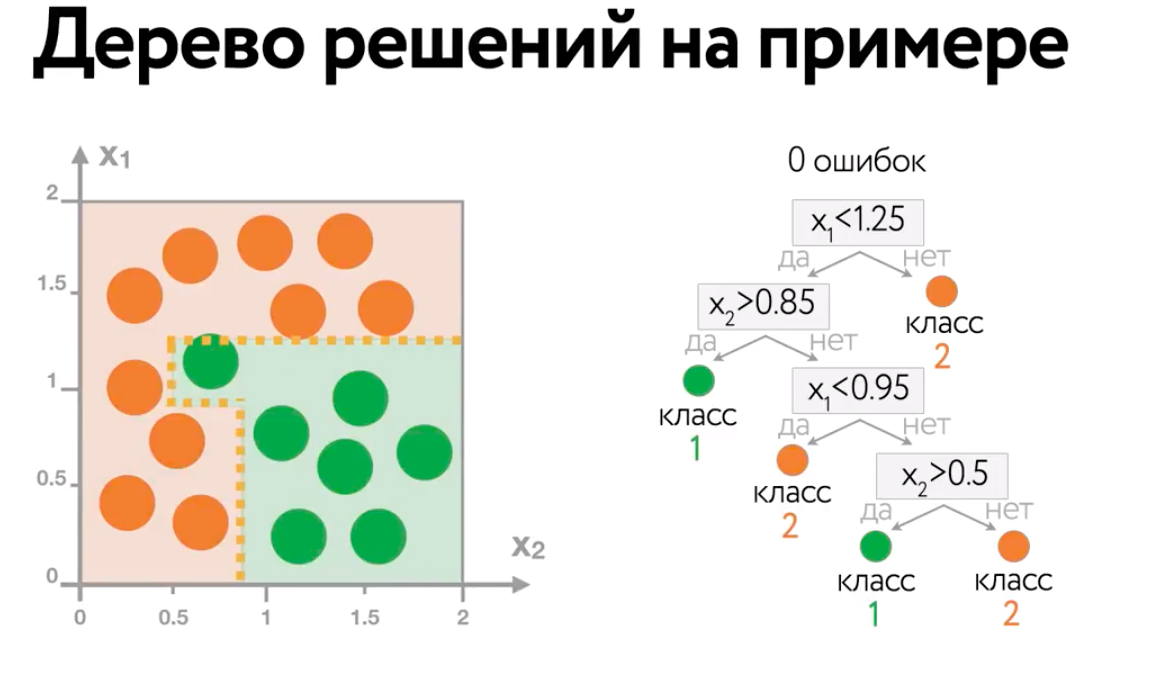 Дерево решений на примере
x1
2
1.5
1
0.5
0
0 0.5 1 1.5 2
x2
0 ошибок
x1<1.25
да нет
x2>0.85
класс
2
да нет
класс
1
x1<0.95
да нет
класс
2
x2>0.5
да нет
класс
1
класс
2